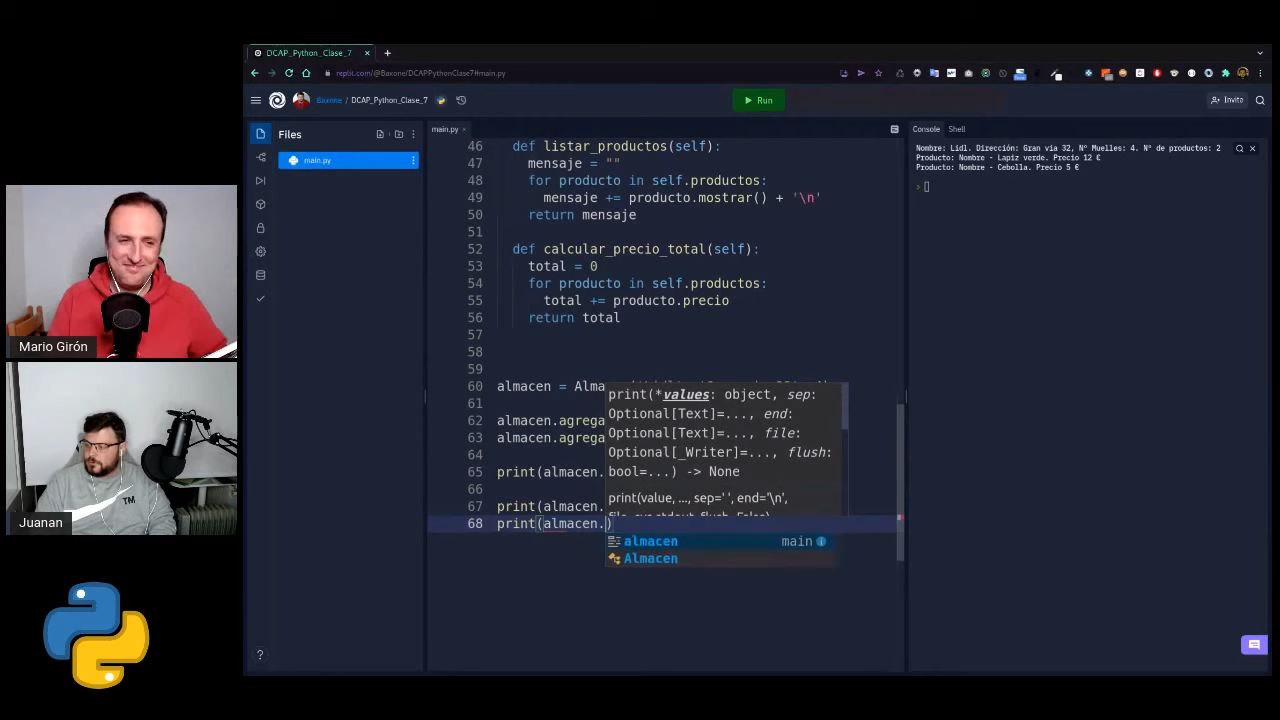 DCAP_Python_Clase_7
replit.com/@Baxone/DCAPPythonClase7#main.py
Baxone / DCAP_Python_Clase_7
Run
Invite
Files
main.py
main.py
46 def listar_productos(self):
47 mensaje = ""
48 for producto in self.productos:
49 mensaje += producto.mostrar() + '\n'
50 return mensaje
51
52 def calcular_precio_total(self):
53 total = 0
54 for producto in self.productos:
55 total += producto.precio
56 return total
57
58
59
60 almacen = Alma
61
62 almacen.agrega
63 almacen.agrega
64
65 print(almacen.
66
67 print(almacen.
68 print(almacen.)
print(*values: object, sep:
Optional[Text]=..., end:
Optional[Text]=..., file:
Optional[_Writer]=..., flush:
bool=...) -> None
print(value, ..., sep=' ', end='\n',
almacen main
Almacen
Console Shell
Nombre: Lidl. Dirección: Gran via 32, Nº Muelles: 4. Nº de productos: 2
Producto: Nombre - Lapiz verde. Precio 12 €
Producto: Nombre - Cebolla. Precio 5 €
Mario Girón
Juanan
TM